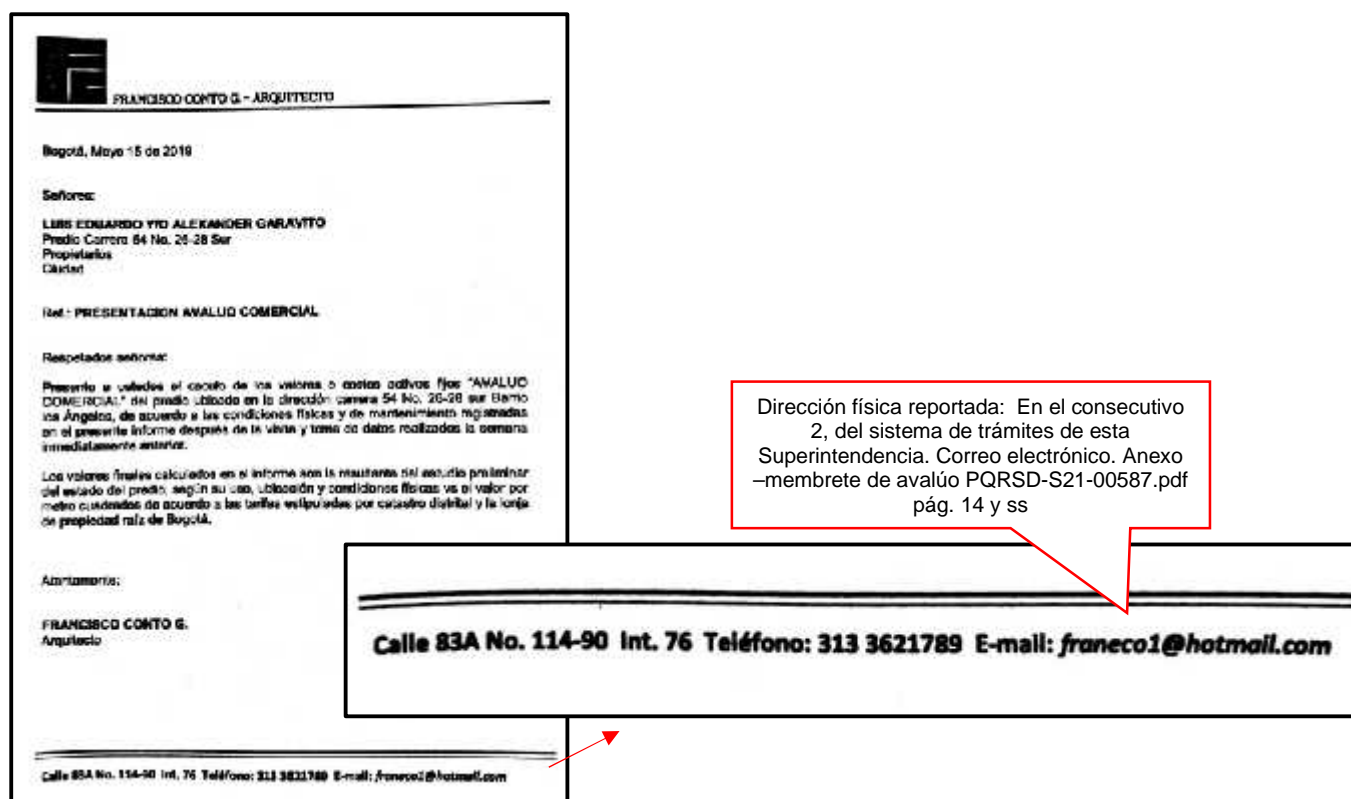 FRANCISCO CONTO G. - ARQUITECTO
Bogotá, Mayo 15 de 2019
Señores:
LUIS EDUARDO Y/O ALEXANDER GARAVITO
Predio Carrera 54 No. 26-28 Sur
Propietarios
Ciudad
Ref.: PRESENTACION AVALUO COMERCIAL
Respetados señores:
Presento a ustedes el caculo de los valores o costos activos fijos "AVALUO
COMERCIAL" del predio ubicado en la dirección carrera 54 No. 26-28 sur Barrio
los Ángeles, de acuerdo a las condiciones físicas y de mantenimiento registradas
en el presente informe después de la visita y toma de datos realizados la semana
inmediatamente anterior.
Los valores finales calculados en el informe son la resultante del estudio preliminar
del estado del predio, según su uso, ubicación y condiciones físicas vs el valor por
metro cuadrados de acuerdo a las tarifas estipuladas por catastro distrital y la lonja
de propiedad raíz de Bogotá.
Atentamente:
FRANCISCO CONTO G.
Arquitecto
Calle 83A No. 114-90 Int. 76 Teléfono: 313 3621789 E-mail: franeco1@hotmail.com
Dirección física reportada: En el consecutivo
2, del sistema de trámites de esta
Superintendencia. Correo electrónico. Anexo
–membrete de avalúo PQRSD-S21-00587.pdf
pág. 14 y ss
Calle 83A No. 114-90 Int. 76 Teléfono: 313 3621789 E-mail: franeco1@hotmail.com